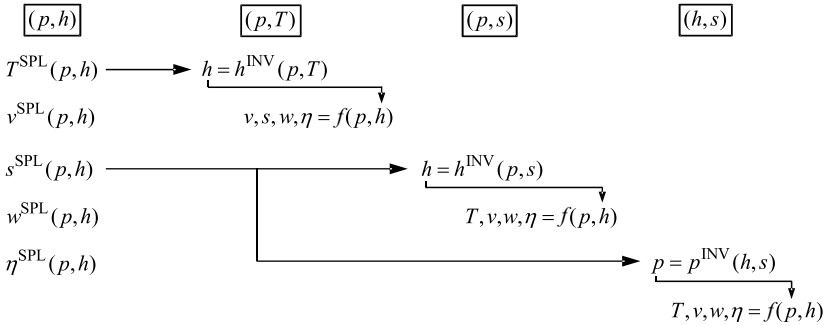 (p,h) (p,T) (p,s) (h,s)
T^SPL(p,h) h = h^INV(p,T)
v^SPL(p,h) v,s,w,η = f(p,h)
s^SPL(p,h) h = h^INV(p,s)
w^SPL(p,h) T,v,w,η = f(p,h)
η^SPL(p,h) p = p^INV(h,s)
T,v,w,η = f(p,h)